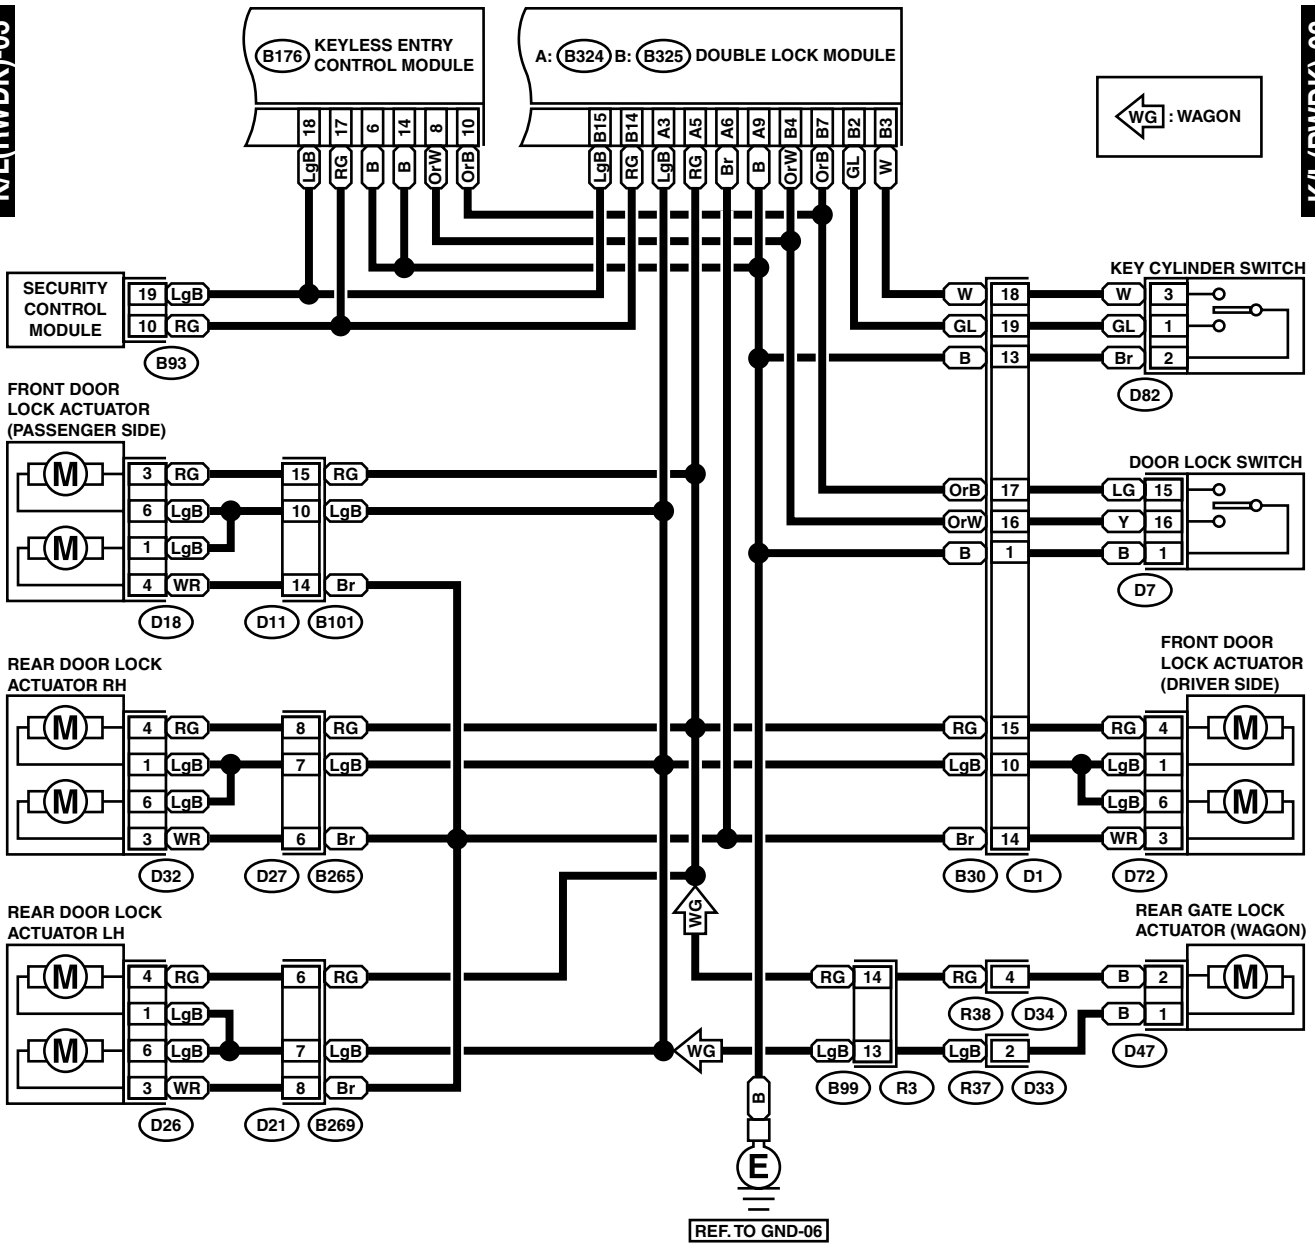 K/L(RWDR)-03
B176 KEYLESS ENTRY
CONTROL MODULE
A: B324 B: B325 DOUBLE LOCK MODULE
WG : WAGON
18 17 6 14 8 10
LgB RG B B OrW OrB
B15 B14 A3 A5 A6 A9 B4 B7 B2 B3
LgB RG LgB RG Br B OrW OrB GL W
SECURITY
CONTROL
MODULE
19 LgB
10 RG
B93
KEY CYLINDER SWITCH
W 18 W 3
GL 19 GL 1
B 13 Br 2
D82
FRONT DOOR
LOCK ACTUATOR
(PASSENGER SIDE)
M
M
3 RG 15 RG
6 LgB 10 LgB
1 LgB
4 WR 14 Br
D18 D11 B101
DOOR LOCK SWITCH
OrB 17 LG 15
OrW 16 Y 16
B 1 B 1
D7
REAR DOOR LOCK
ACTUATOR RH
M
M
4 RG 8 RG
1 LgB 7 LgB
6 LgB
3 WR 6 Br
D32 D27 B265
FRONT DOOR
LOCK ACTUATOR
(DRIVER SIDE)
RG 15 RG 4 M
LgB 10 LgB 1
LgB 6 M
Br 14 WR 3
B30 D1 D72
REAR DOOR LOCK
ACTUATOR LH
M
M
4 RG 6 RG
1 LgB
6 LgB 7 LgB
3 WR 8 Br
D26 D21 B269
WG
WG
REAR GATE LOCK
ACTUATOR (WAGON)
RG 14 RG 4 B 2 M
R38 D34 B 1
LgB 13 LgB 2 D47
B99 R3 R37 D33
B
E
REF. TO GND-06